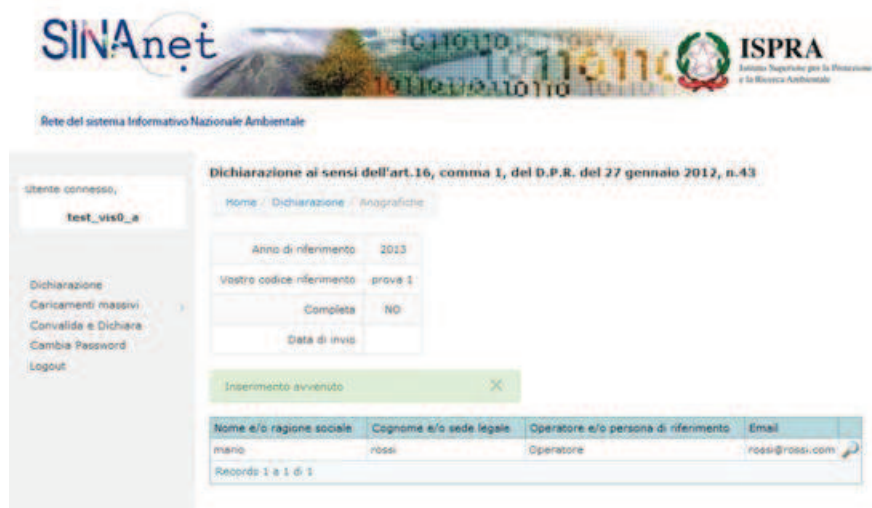 SINAnet
ISPRA
Istituto Superiore per la Protezione
e la Ricerca Ambientale
Rete del sistema Informativo Nazionale Ambientale
Dichiarazione ai sensi dell'art.16, comma 1, del D.P.R. del 27 gennaio 2012, n.43
Utente connesso,
test_vis0_a
Home / Dichiarazione / Anagrafiche
Anno di riferimento 2013
Vostro codice riferimento prova 1
Completa NO
Data di invio
Dichiarazione
Caricamenti massivi
Convalida e Dichiara
Cambia Password
Logout
Inserimento avvenuto ×
Nome e/o ragione sociale Cognome e/o sede legale Operatore e/o persona di riferimento Email
mario rossi Operatore rossi@rossi.com
Records 1 a 1 di 1